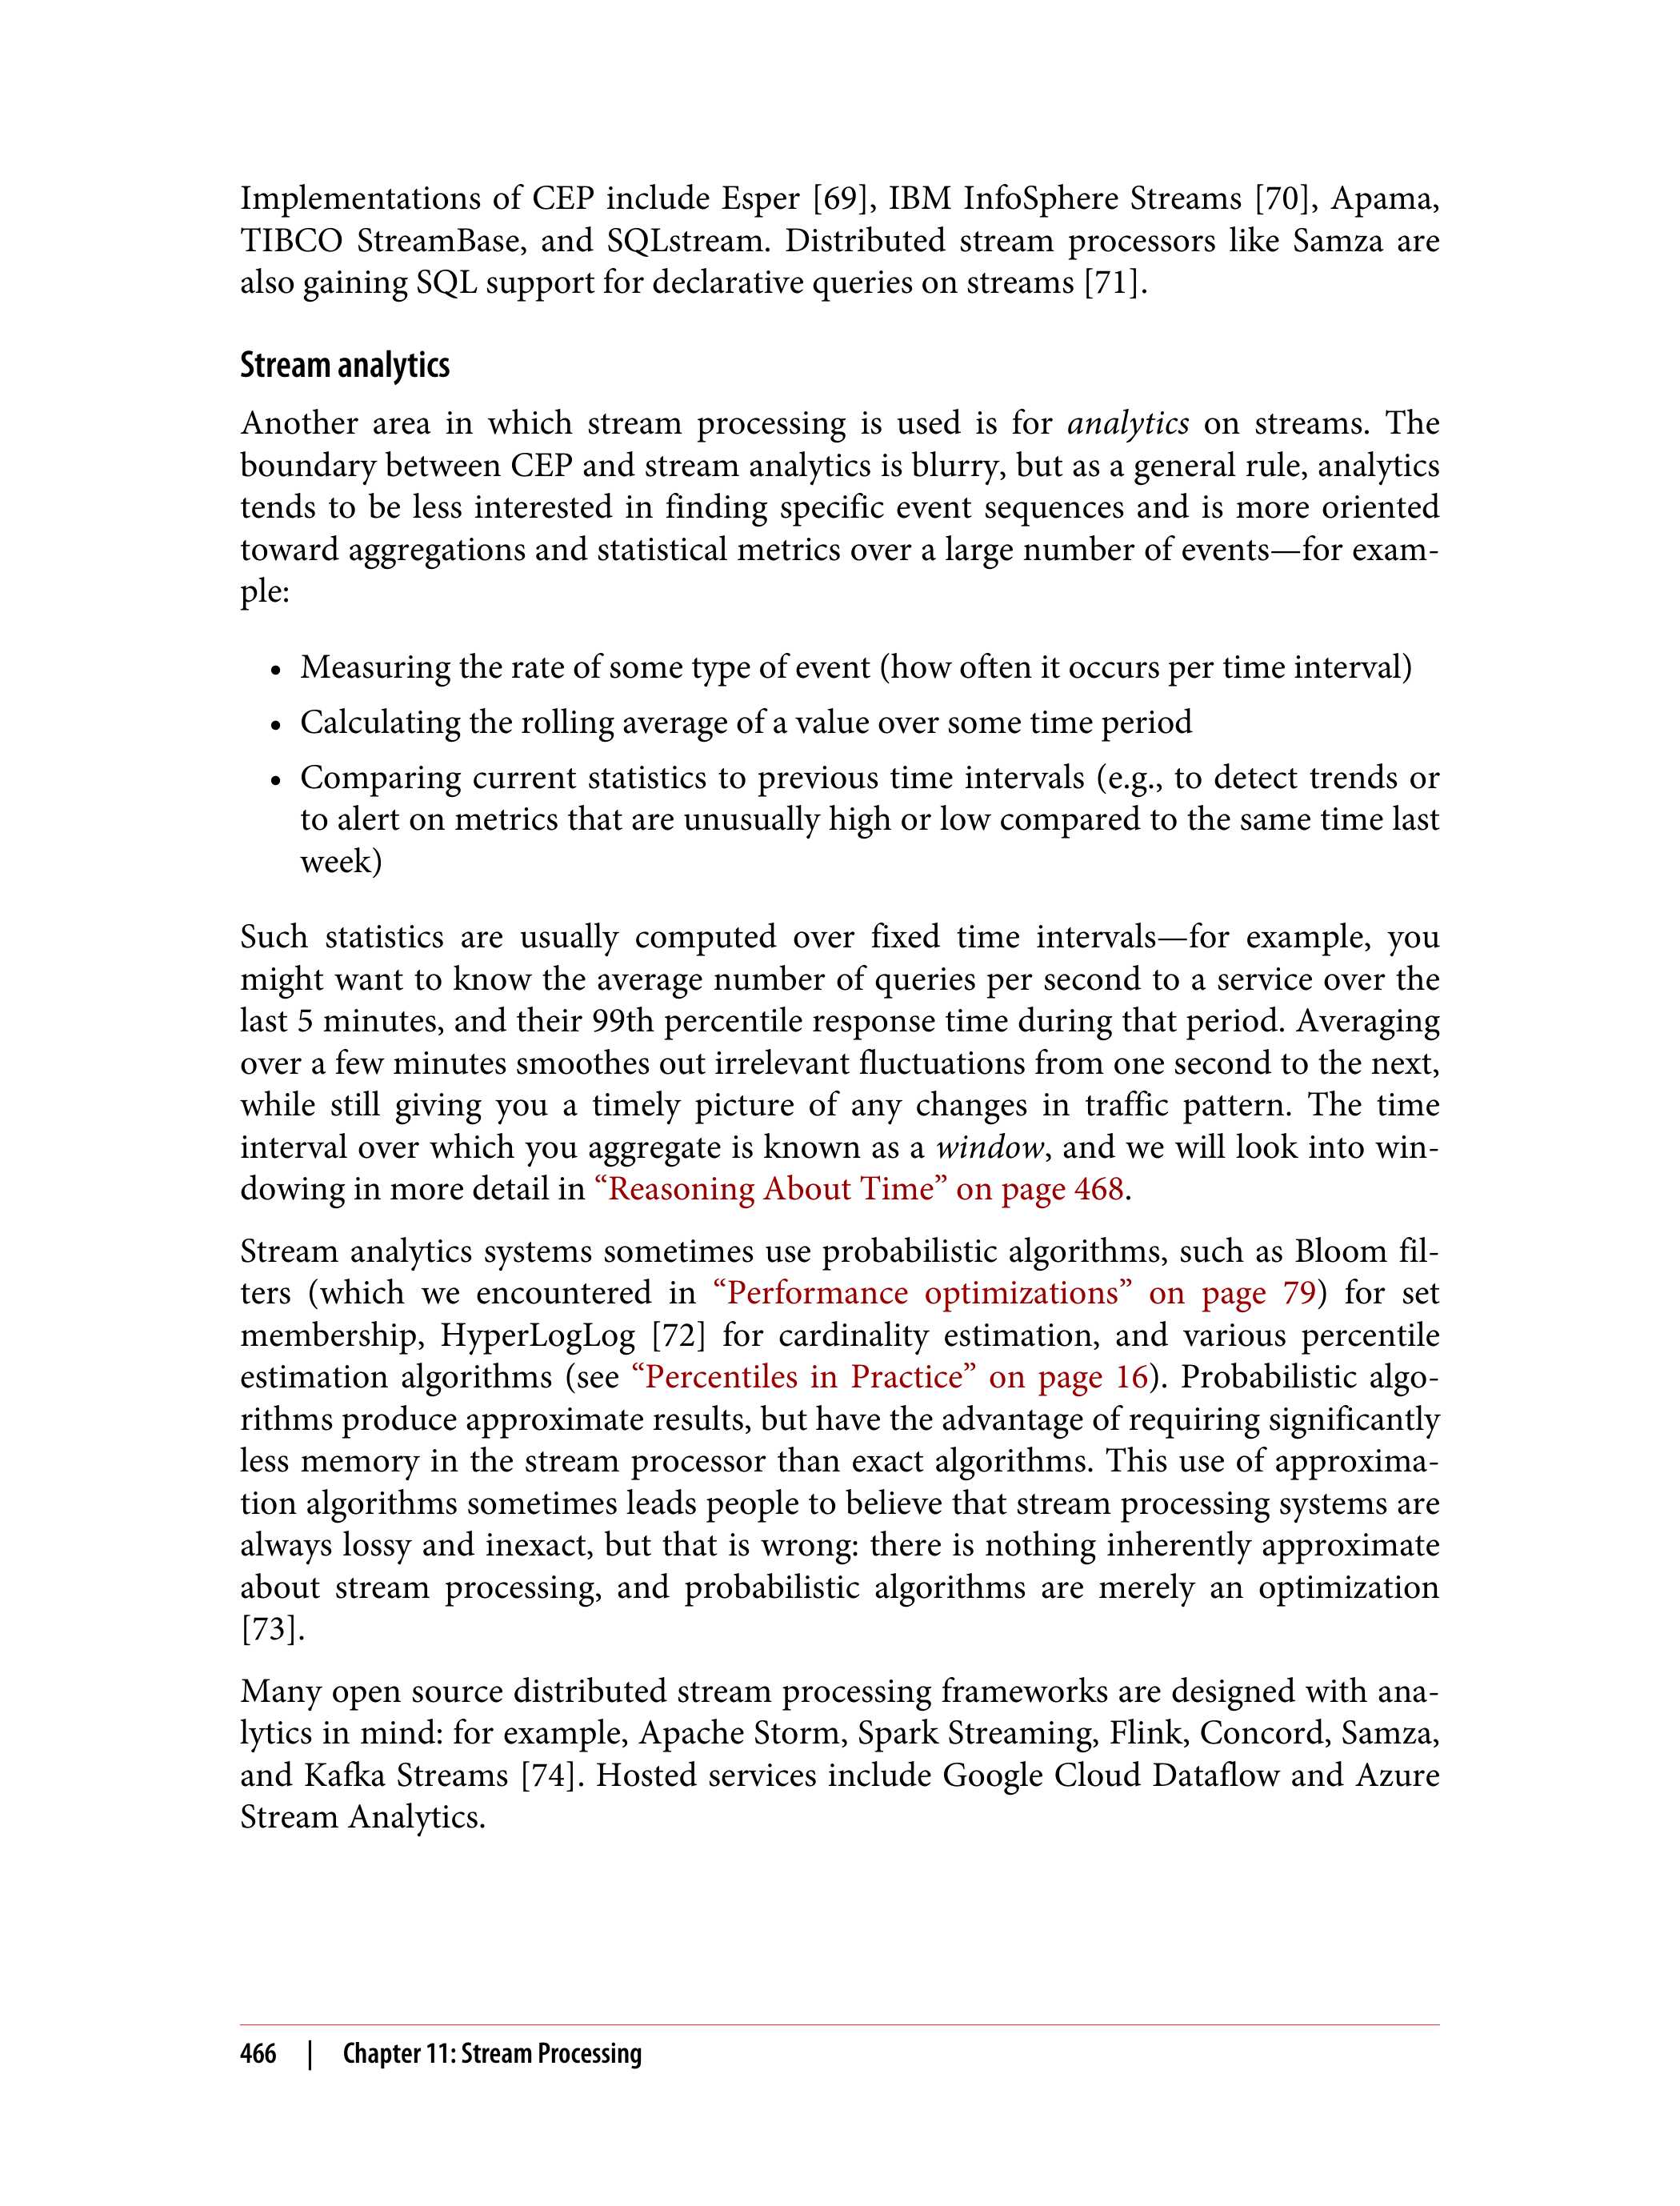 Implementations of CEP include Esper [69], IBM InfoSphere Streams [70], Apama,
TIBCO StreamBase, and SQLstream. Distributed stream processors like Samza are
also gaining SQL support for declarative queries on streams [71].
Stream analytics
Another area in which stream processing is used is for analytics on streams. The
boundary between CEP and stream analytics is blurry, but as a general rule, analytics
tends to be less interested in finding specific event sequences and is more oriented
toward aggregations and statistical metrics over a large number of events—for exam-
ple:
• Measuring the rate of some type of event (how often it occurs per time interval)
• Calculating the rolling average of a value over some time period
• Comparing current statistics to previous time intervals (e.g., to detect trends or
to alert on metrics that are unusually high or low compared to the same time last
week)
Such statistics are usually computed over fixed time intervals—for example, you
might want to know the average number of queries per second to a service over the
last 5 minutes, and their 99th percentile response time during that period. Averaging
over a few minutes smoothes out irrelevant fluctuations from one second to the next,
while still giving you a timely picture of any changes in traffic pattern. The time
interval over which you aggregate is known as a window, and we will look into win-
dowing in more detail in “Reasoning About Time” on page 468.
Stream analytics systems sometimes use probabilistic algorithms, such as Bloom fil-
ters (which we encountered in “Performance optimizations” on page 79) for set
membership, HyperLogLog [72] for cardinality estimation, and various percentile
estimation algorithms (see “Percentiles in Practice” on page 16). Probabilistic algo-
rithms produce approximate results, but have the advantage of requiring significantly
less memory in the stream processor than exact algorithms. This use of approxima-
tion algorithms sometimes leads people to believe that stream processing systems are
always lossy and inexact, but that is wrong: there is nothing inherently approximate
about stream processing, and probabilistic algorithms are merely an optimization
[73].
Many open source distributed stream processing frameworks are designed with ana-
lytics in mind: for example, Apache Storm, Spark Streaming, Flink, Concord, Samza,
and Kafka Streams [74]. Hosted services include Google Cloud Dataflow and Azure
Stream Analytics.
466 | Chapter 11: Stream Processing